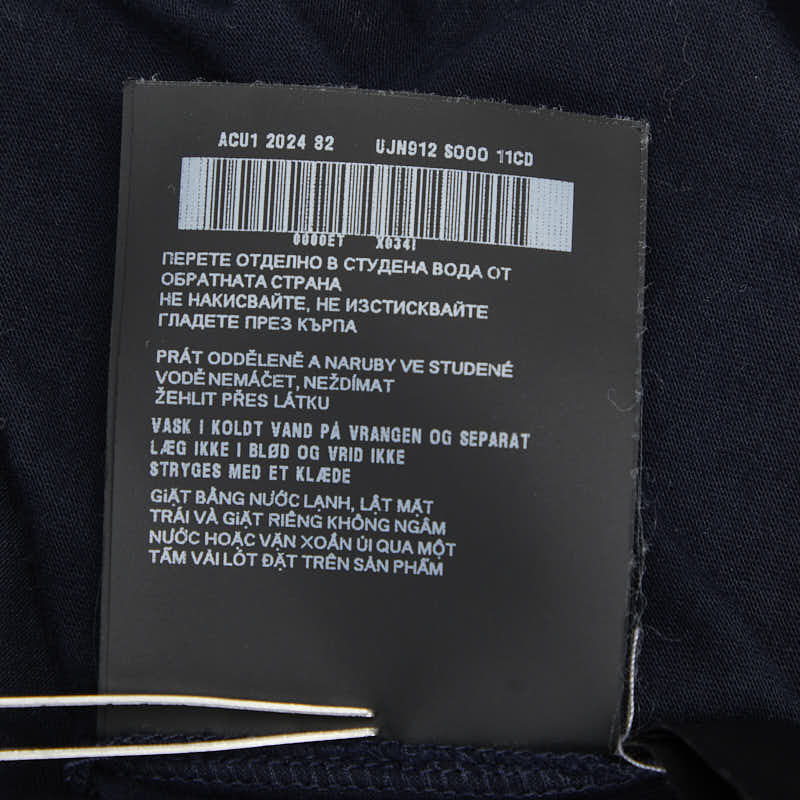 ACU1 2024 82 UJN912 S000 11CD
0000ET X034I
ПЕРЕТЕ ОТДЕЛНО В СТУДЕНА ВОДА ОТ
ОБРАТНАТА СТРАНА
НЕ НАКИСВАЙТЕ, НЕ ИЗСТИСКВАЙТЕ
ГЛАДЕТЕ ПРЕЗ КЪРПА
PRÁT ODDĚLENĚ A NARUBY VE STUDENÉ
VODĚ NEMÁČET, NEŽDÍMAT
ŽEHLIT PŘES LÁTKU
VASK I KOLDT VAND PÅ VRANGEN OG SEPARAT
LÆG IKKE I BLØD OG VRID IKKE
STRYGES MED ET KLÆDE
GIẶT BẰNG NƯỚC LẠNH, LẬT MẶT
TRÁI VÀ GIẶT RIÊNG KHÔNG NGÂM
NƯỚC HOẶC VẶN XOẮN ỦI QUA MỘT
TẤM VẢI LÓT ĐẶT TRÊN SẢN PHẨM